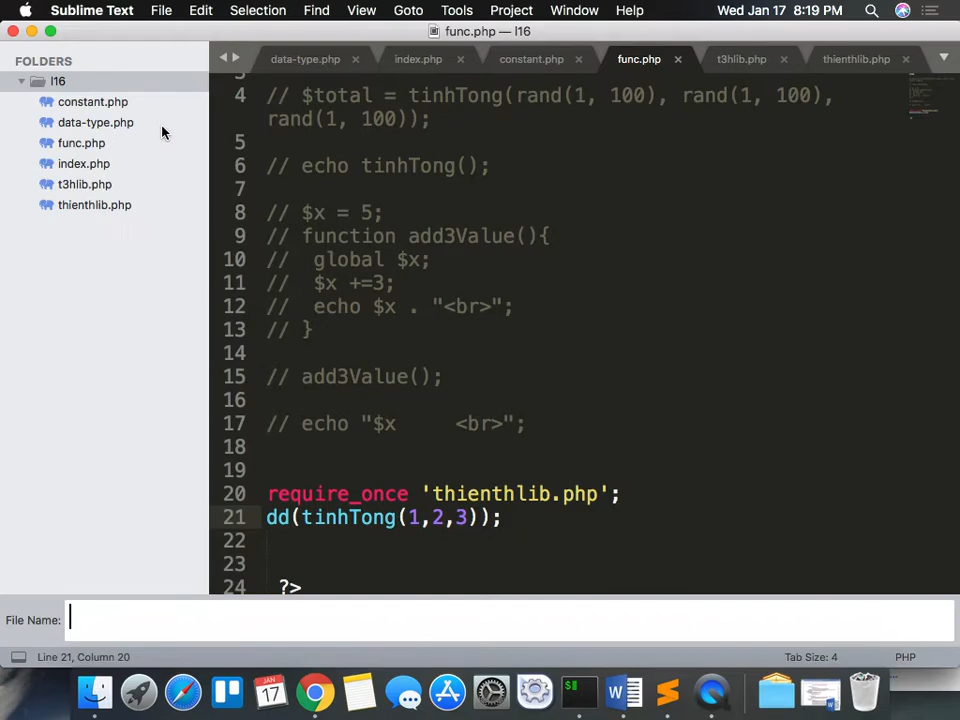 Sublime Text File Edit Selection Find View Goto Tools Project Window Help Wed Jan 17 8:19 PM
func.php — l16
FOLDERS
l16
constant.php
data-type.php
func.php
index.php
t3hlib.php
thienthlib.php
data-type.php × index.php × constant.php × func.php × t3hlib.php × thienthlib.php ×
4 // $total = tinhTong(rand(1, 100), rand(1, 100),
rand(1, 100));
5
6 // echo tinhTong();
7
8 // $x = 5;
9 // function add3Value(){
10 // global $x;
11 // $x +=3;
12 // echo $x . "<br>";
13 // }
14
15 // add3Value();
16
17 // echo "$x <br>";
18
19
20 require_once 'thienthlib.php';
21 dd(tinhTong(1,2,3));
22
23
24 ?>
File Name:
Line 21, Column 20 Tab Size: 4 PHP
JAN
17
$